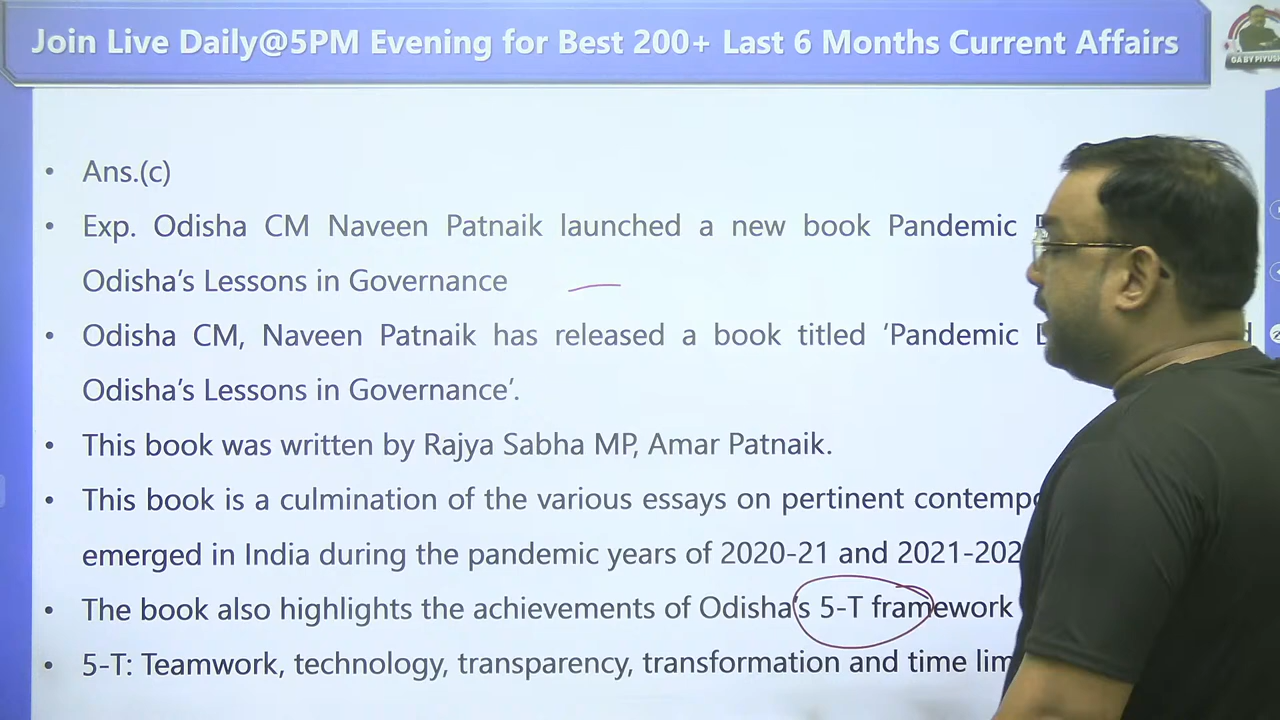 Join Live Daily@5PM Evening for Best 200+ Last 6 Months Current Affairs
GA BY PIYUSH
• Ans.(c)
• Exp. Odisha CM Naveen Patnaik launched a new book Pandemic
Odisha's Lessons in Governance
• Odisha CM, Naveen Patnaik has released a book titled 'Pandemic
Odisha's Lessons in Governance'.
• This book was written by Rajya Sabha MP, Amar Patnaik.
• This book is a culmination of the various essays on pertinent
emerged in India during the pandemic years of 2020-21 and
• The book also highlights the achievements of Odisha's 5-T framework
• 5-T: Teamwork, technology, transparency, transformation and time